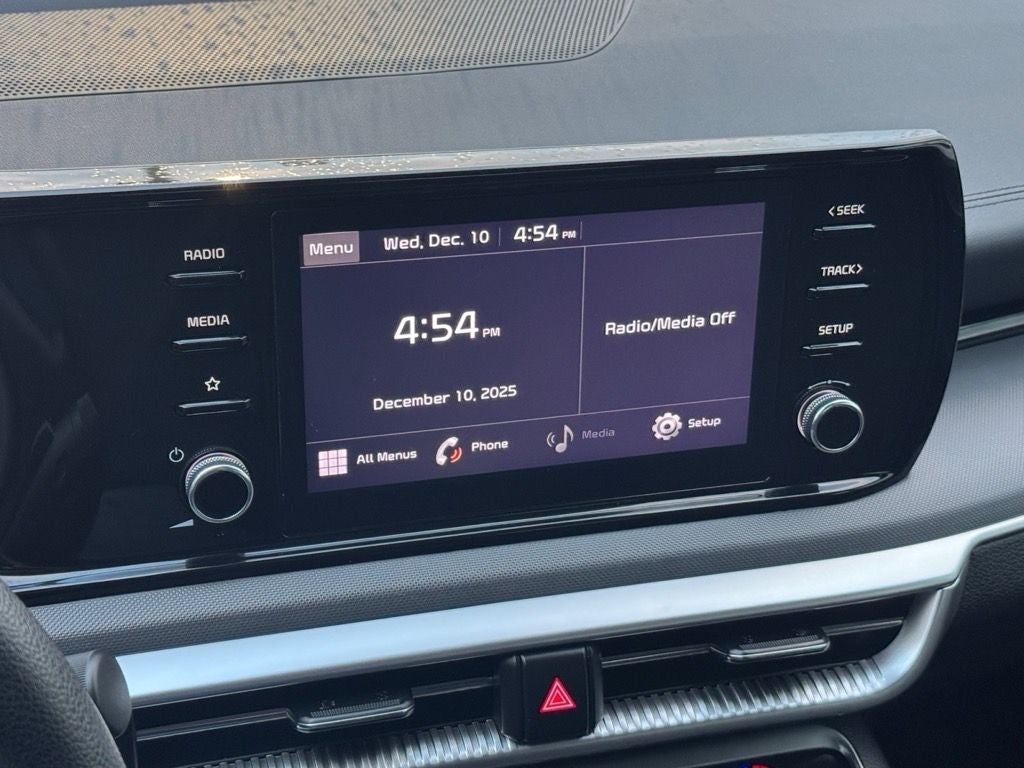 RADIO
MEDIA
Menu
Wed, Dec. 10
4:54 PM
4:54 PM
December 10, 2025
Radio/Media Off
All Menus
Phone
Media
Setup
<SEEK
TRACK>
SETUP